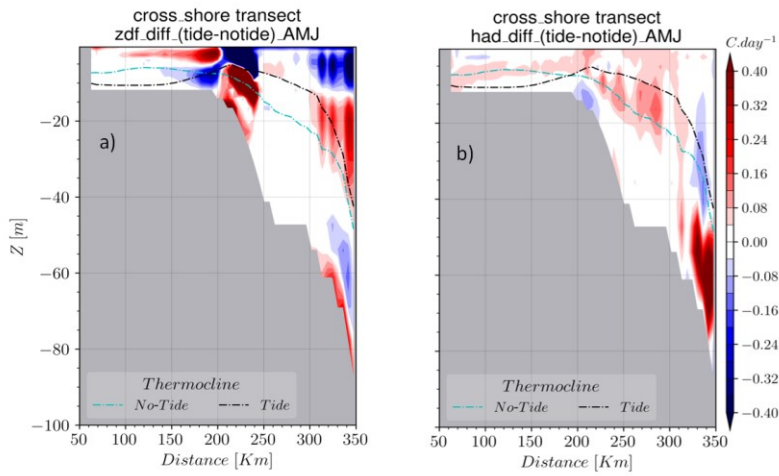 cross_shore transect
zdf_diff_(tide-notide)_AMJ
a)
Z [m]
−20
−40
−60
−80
−100
Thermocline
No-Tide Tide
50 100 150 200 250 300 350
Distance [Km]
cross_shore transect
had_diff_(tide-notide)_AMJ
b)
Thermocline
No-Tide Tide
50 100 150 200 250 300 350
Distance [Km]
C.day⁻¹
0.40
0.32
0.24
0.16
0.08
0.00
−0.08
−0.16
−0.24
−0.32
−0.40